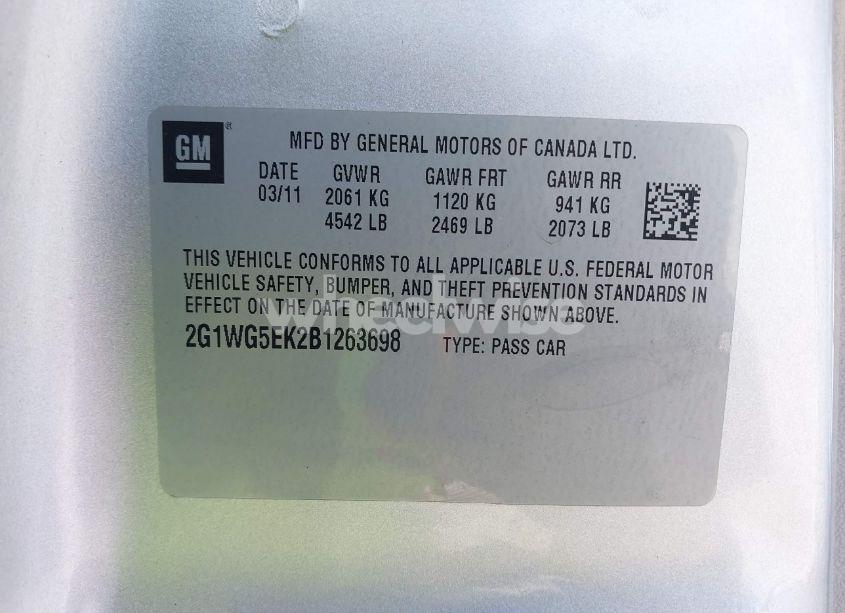 GM
MFD BY GENERAL MOTORS OF CANADA LTD.
DATE GVWR GAWR FRT GAWR RR
03/11 2061 KG 1120 KG 941 KG
4542 LB 2469 LB 2073 LB
THIS VEHICLE CONFORMS TO ALL APPLICABLE U.S. FEDERAL MOTOR
VEHICLE SAFETY, BUMPER, AND THEFT PREVENTION STANDARDS IN
EFFECT ON THE DATE OF MANUFACTURE SHOWN ABOVE.
wheelwise
2G1WG5EK2B1263698 TYPE: PASS CAR